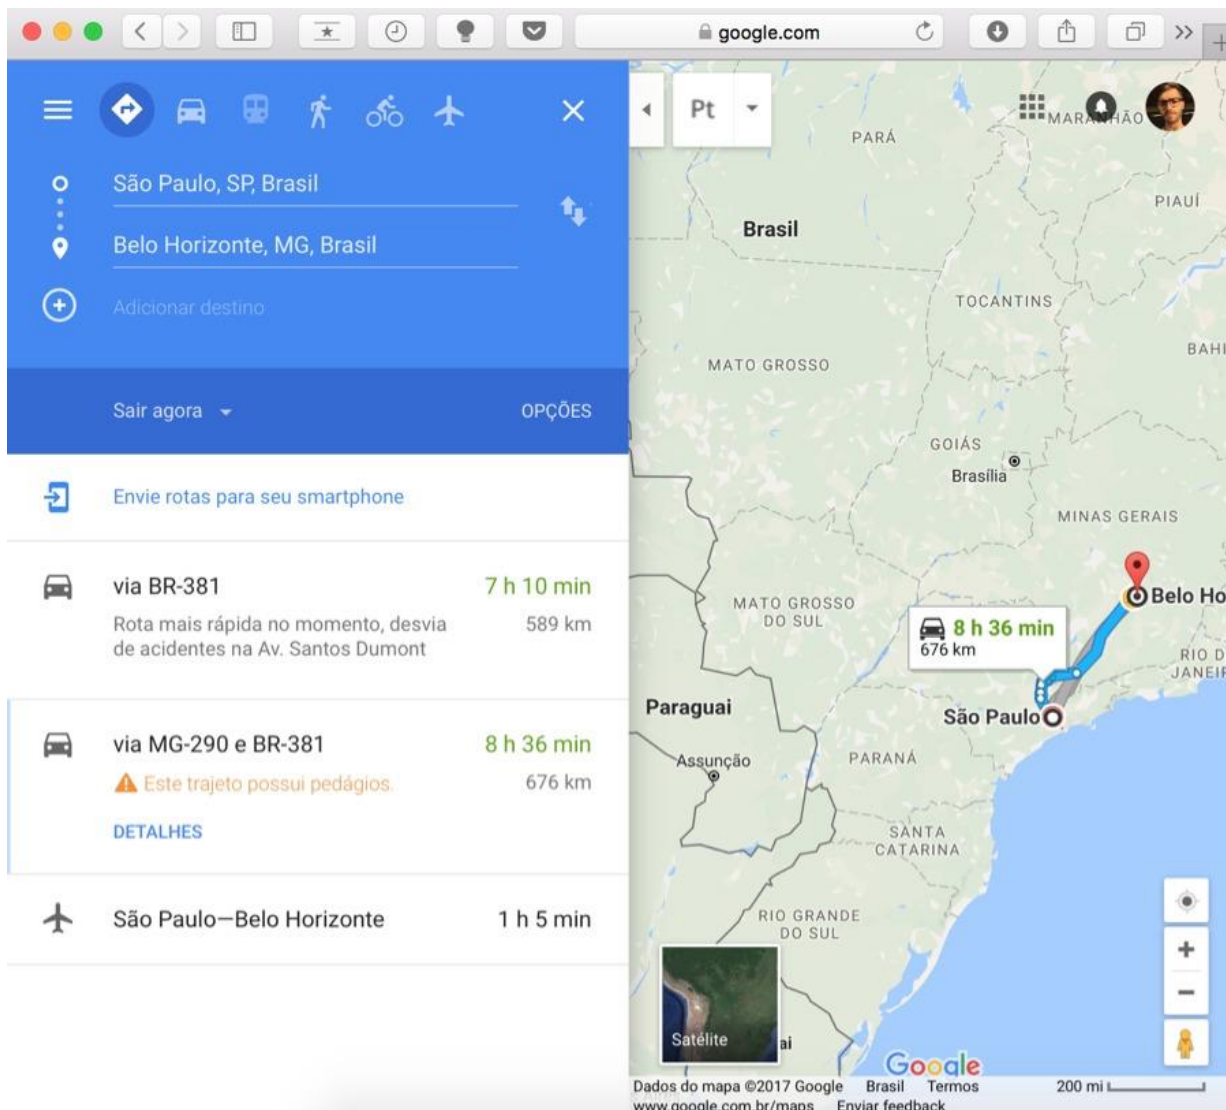 google.com
São Paulo, SP, Brasil
Belo Horizonte, MG, Brasil
Adicionar destino
Sair agora
OPÇÕES
Envie rotas para seu smartphone
via BR-381
7 h 10 min
Rota mais rápida no momento, desvia
589 km
de acidentes na Av. Santos Dumont
via MG-290 e BR-381
8 h 36 min
Este trajeto possui pedágios.
676 km
DETALHES
São Paulo—Belo Horizonte
1 h 5 min
Pt
MARANHÃO
PARÁ
PIAUÍ
Brasil
TOCANTINS
BAHI
MATO GROSSO
GOIÁS
Brasília
MINAS GERAIS
Belo Ho
MATO GROSSO
DO SUL
8 h 36 min
676 km
RIO D
JANEIR
Paraguai
São Paulo
Assunção
PARANÁ
SANTA
CATARINA
RIO GRANDE
DO SUL
Satélite
ai
Google
Dados do mapa ©2017 Google Brasil Termos 200 mi
www.google.com.br/maps Enviar feedback